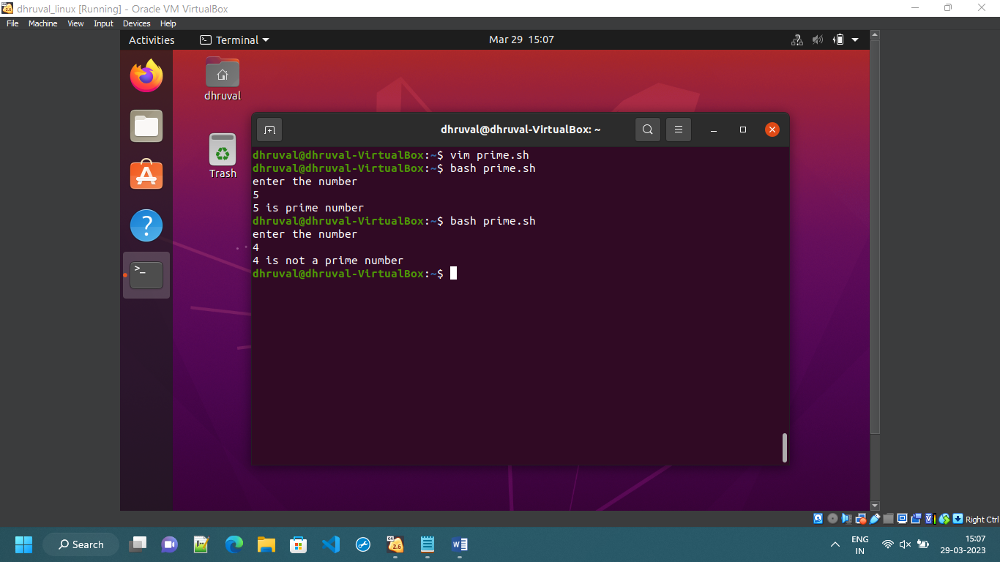 dhruval_linux [Running] - Oracle VM VirtualBox
File Machine View Input Devices Help
Activities Terminal Mar 29 15:07
dhruval
Trash
dhruval@dhruval-VirtualBox: ~
dhruval@dhruval-VirtualBox:~$ vim prime.sh
dhruval@dhruval-VirtualBox:~$ bash prime.sh
enter the number
5
5 is prime number
dhruval@dhruval-VirtualBox:~$ bash prime.sh
enter the number
4
4 is not a prime number
dhruval@dhruval-VirtualBox:~$
Right Ctrl
Search
ENG
IN
15:07
29-03-2023